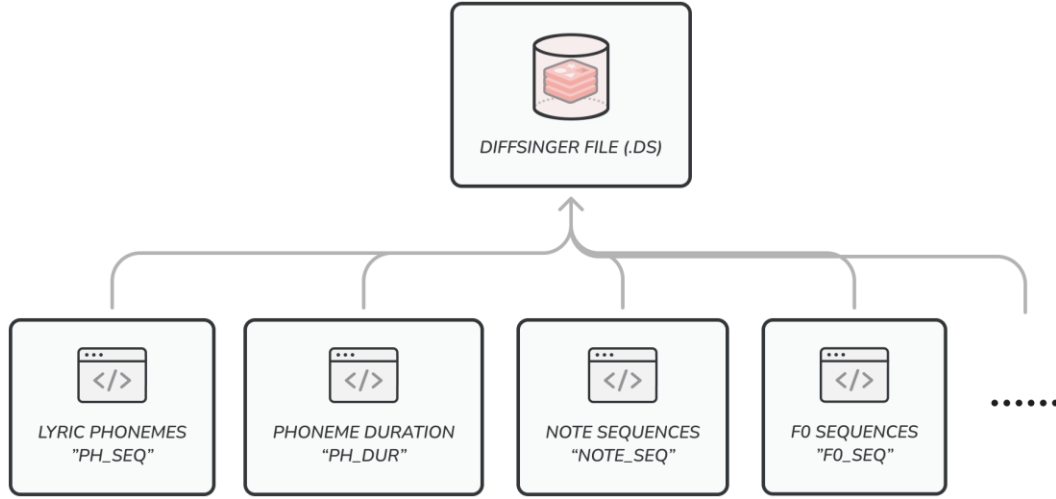 DIFFSINGER FILE (.DS)
LYRIC PHONEMES
”PH_SEQ”
PHONEME DURATION
“PH_DUR”
NOTE SEQUENCES
“NOTE_SEQ”
F0 SEQUENCES
”F0_SEQ”
......